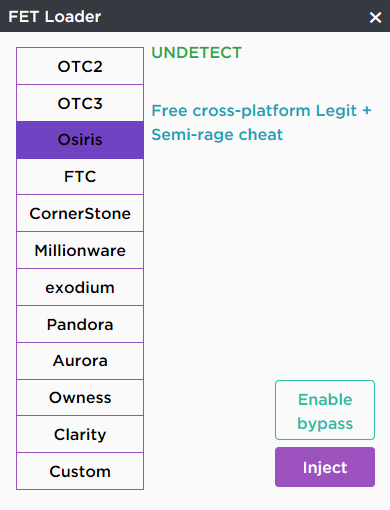 FET Loader
OTC2
OTC3
Osiris
FTC
CornerStone
Millionware
exodium
Pandora
Aurora
Owness
Clarity
Custom
UNDETECT
Free cross-platform Legit +
Semi-rage cheat
Enable
bypass
Inject